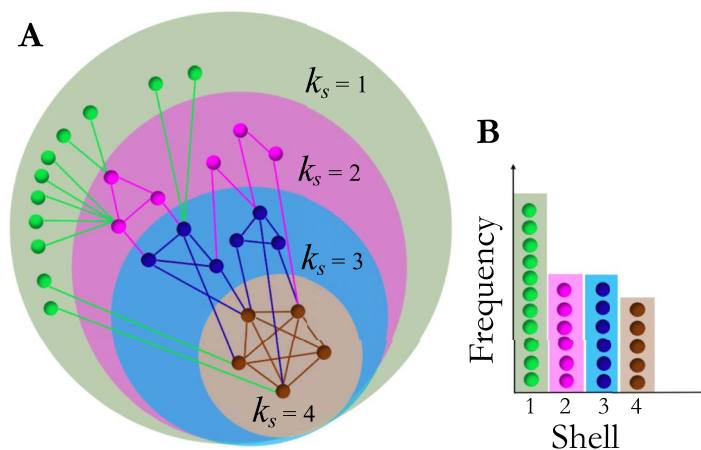 A
kₛ = 1
kₛ = 2
kₛ = 3
kₛ = 4
B
Frequency
1 2 3 4
Shell